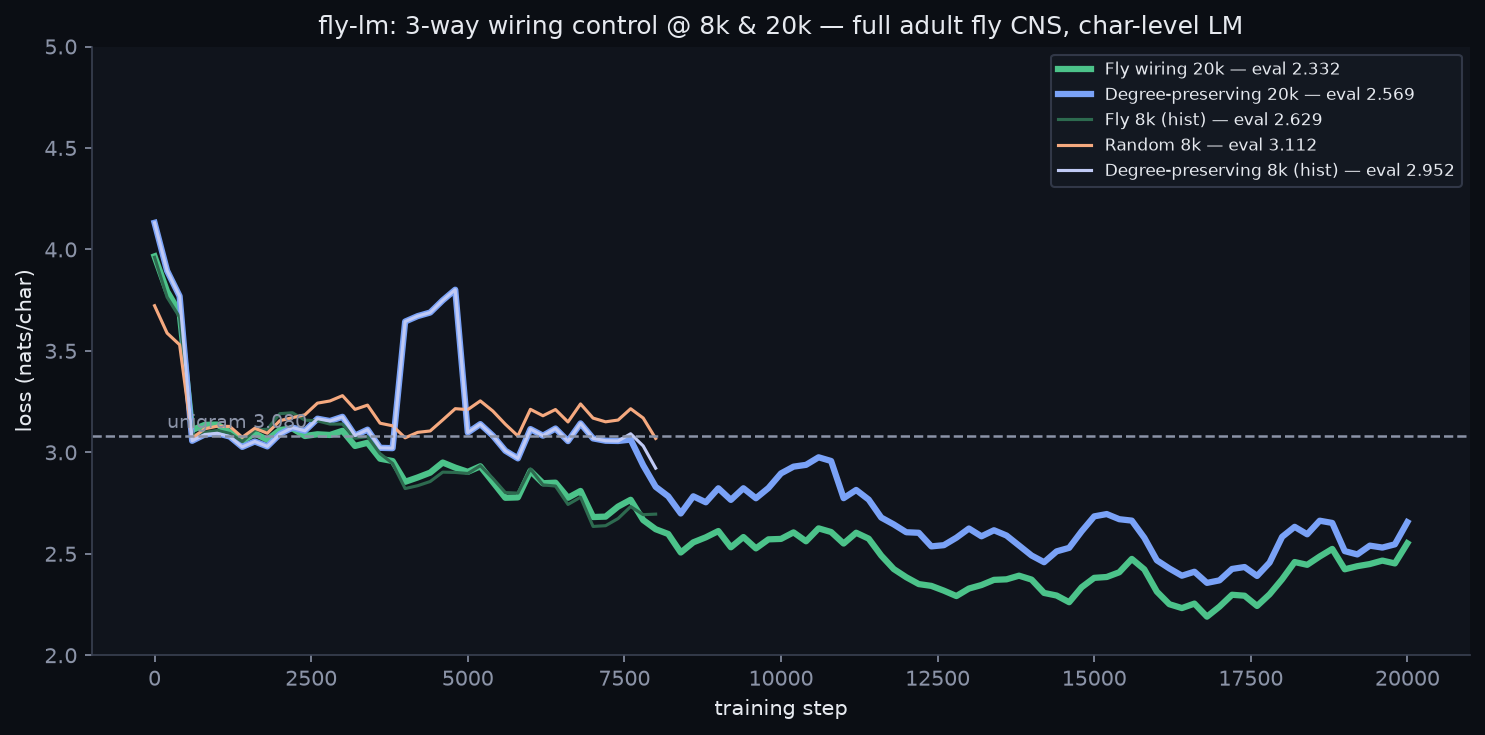 fly-lm: 3-way wiring control @ 8k & 20k — full adult fly CNS, char-level LM
5.0
4.5
4.0
3.5
3.0
2.5
2.0
loss (nats/char)
Fly wiring 20k — eval 2.332
Degree-preserving 20k — eval 2.569
Fly 8k (hist) — eval 2.629
Random 8k — eval 3.112
Degree-preserving 8k (hist) — eval 2.952
unigram 3.080
0 2500 5000 7500 10000 12500 15000 17500 20000
training step